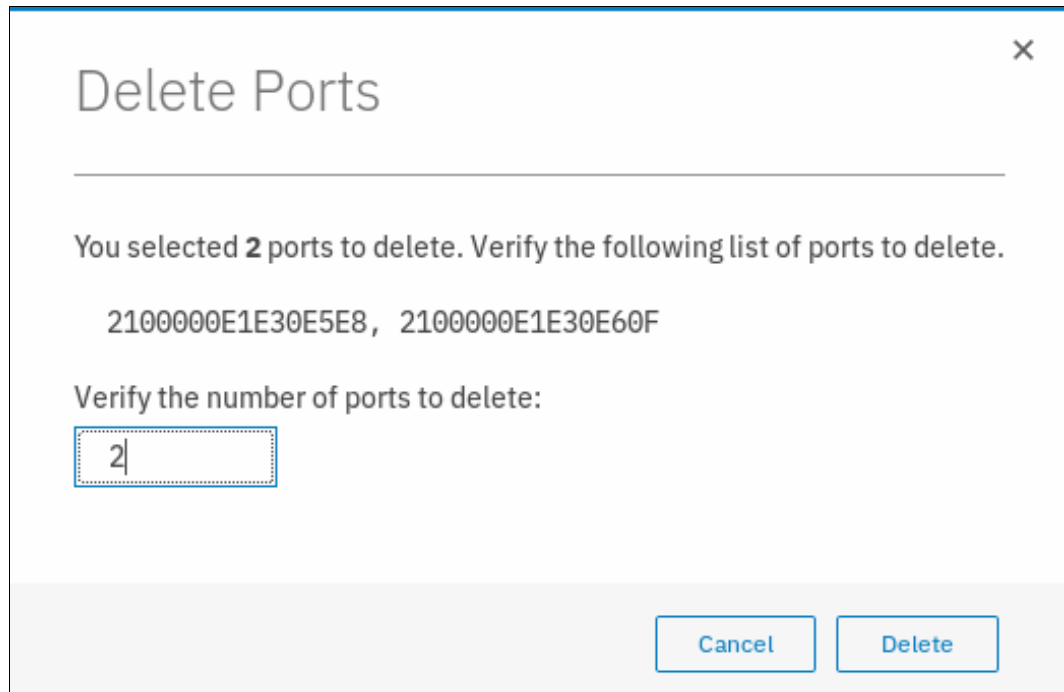 ×
Delete Ports
You selected 2 ports to delete. Verify the following list of ports to delete.
2100000E1E30E5E8, 2100000E1E30E60F
Verify the number of ports to delete:
2
Cancel Delete